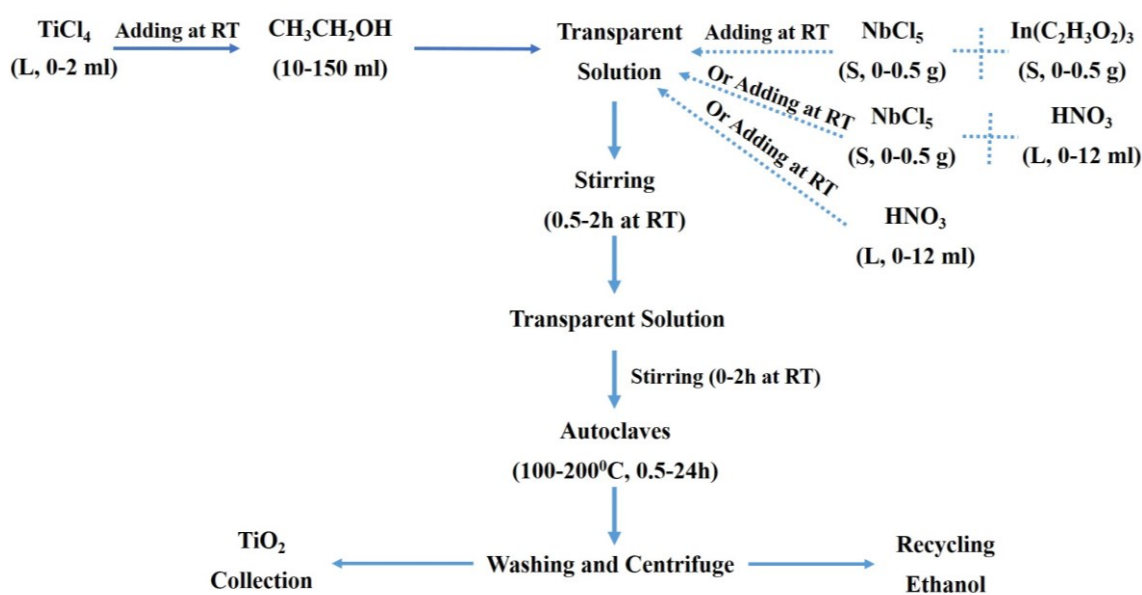 TiCl₄ Adding at RT CH₃CH₂OH Transparent Adding at RT NbCl₅ In(C₂H₃O₂)₃
(L, 0-2 ml) (10-150 ml) Solution (S, 0-0.5 g) (S, 0-0.5 g)
Or Adding at RT NbCl₅ HNO₃
(S, 0-0.5 g) (L, 0-12 ml)
Or Adding at RT HNO₃
(L, 0-12 ml)
Stirring
(0.5-2h at RT)
Transparent Solution
Stirring (0-2h at RT)
Autoclaves
(100-200⁰C, 0.5-24h)
TiO₂ Washing and Centrifuge Recycling
Collection Ethanol